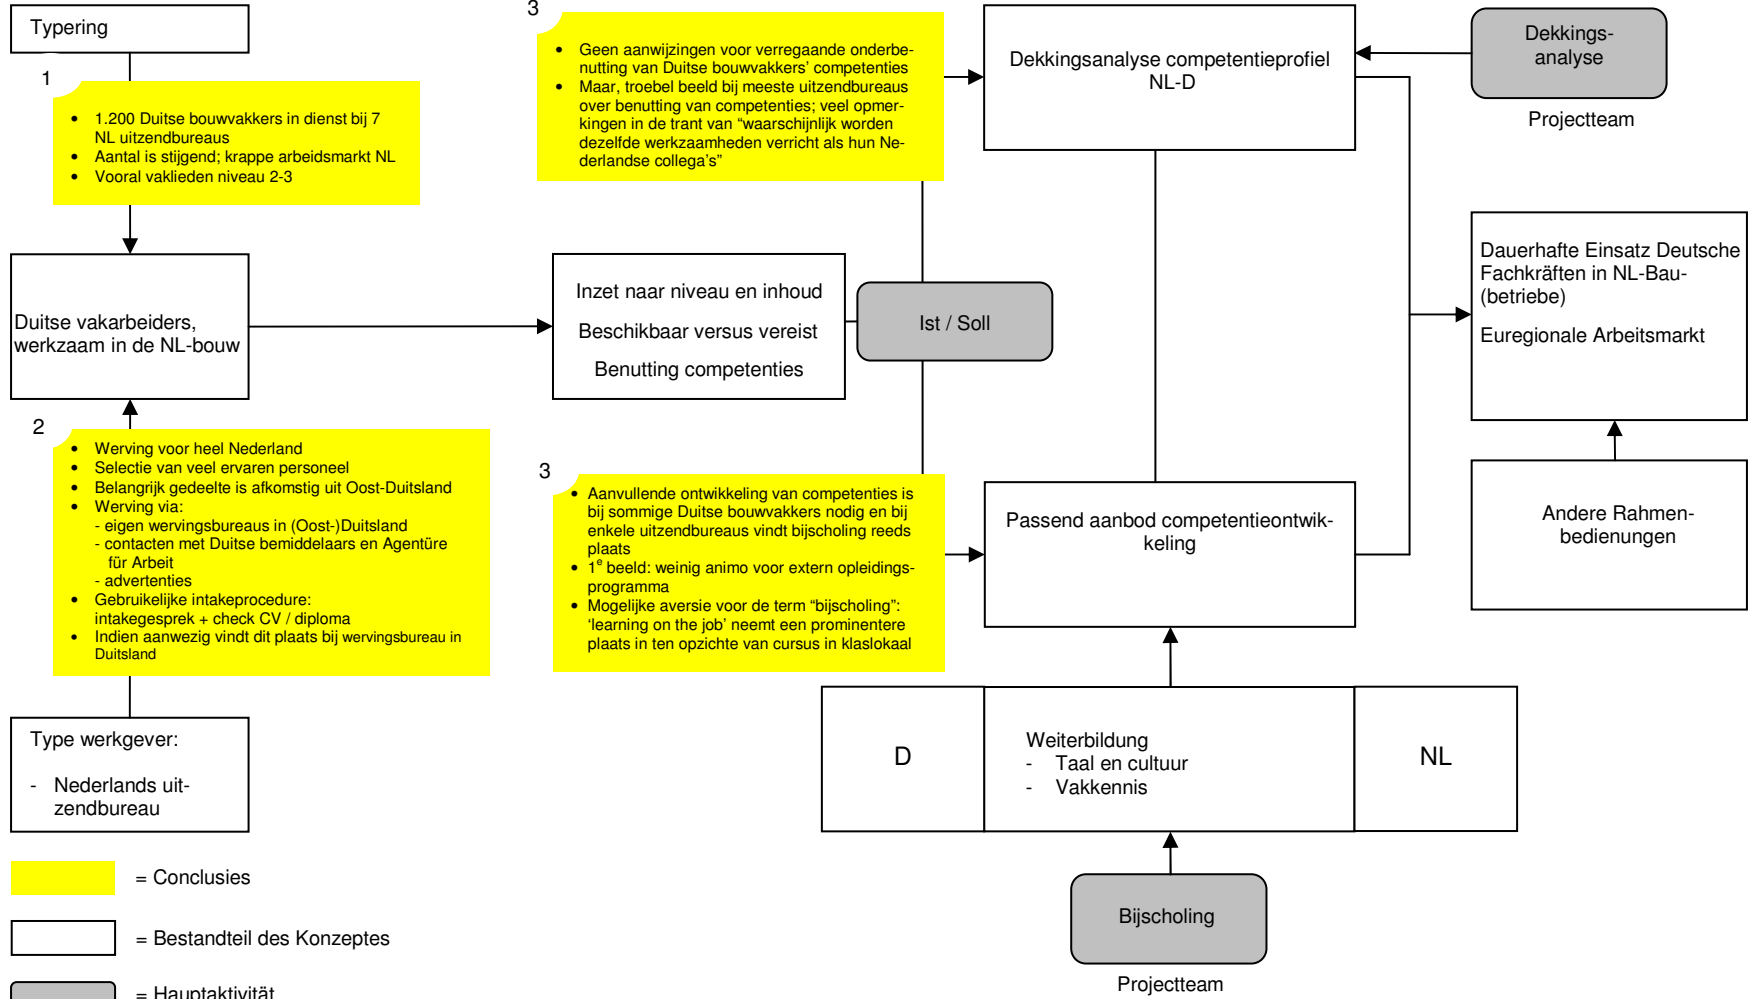 Typering
1
• 1.200 Duitse bouwvakkers in dienst bij 7
NL uitzendbureaus
• Aantal is stijgend; krappe arbeidsmarkt NL
• Vooral vaklieden niveau 2-3
Duitse vakarbeiders,
werkzaam in de NL-bouw
2
• Werving voor heel Nederland
• Selectie van veel ervaren personeel
• Belangrijk gedeelte is afkomstig uit Oost-Duitsland
• Werving via:
- eigen wervingsbureaus in (Oost-)Duitsland
- contacten met Duitse bemiddelaars en Agentüre
für Arbeit
- advertenties
• Gebruikelijke intakeprocedure:
intakegesprek + check CV / diploma
• Indien aanwezig vindt dit plaats bij wervingsbureau in
Duitsland
Type werkgever:
- Nederlands uit-
zendbureau
= Conclusies
= Bestandteil des Konzeptes
= Hauptaktivität
3
• Geen aanwijzingen voor verregaande onderbe-
nutting van Duitse bouwvakkers' competenties
• Maar, troebel beeld bij meeste uitzendbureaus
over benutting van competenties; veel opmer-
kingen in de trant van “waarschijnlijk worden
dezelfde werkzaamheden verricht als hun Ne-
derlandse collega's”
Inzet naar niveau en inhoud
Beschikbaar versus vereist
Benutting competenties
Ist / Soll
3
• Aanvullende ontwikkeling van competenties is
bij sommige Duitse bouwvakkers nodig en bij
enkele uitzendbureaus vindt bijscholing reeds
plaats
• 1e beeld: weinig animo voor extern opleidings-
programma
• Mogelijke aversie voor de term “bijscholing”:
‘learning on the job’ neemt een prominentere
plaats in ten opzichte van cursus in klaslokaal
Dekkingsanalyse competentieprofiel
NL-D
Dekkings-
analyse
Projectteam
Dauerhafte Einsatz Deutsche
Fachkräften in NL-Bau-
(betriebe)
Euregionale Arbeitsmarkt
Passend aanbod competentieontwik-
keling
Andere Rahmen-
bedienungen
D
Weiterbildung
- Taal en cultuur
- Vakkennis
NL
Bijscholing
Projectteam